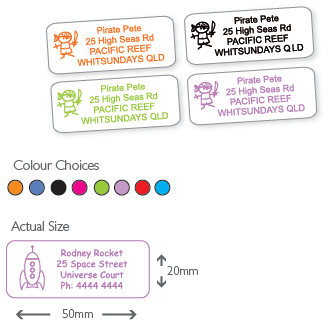 Pirate Pete
25 High Seas Rd
PACIFIC REEF
WHITSUNDAYS QLD
Pirate Pete
25 High Seas Rd
PACIFIC REEF
WHITSUNDAYS QLD
Pirate Pete
25 High Seas Rd
PACIFIC REEF
WHITSUNDAYS QLD
Pirate Pete
25 High Seas Rd
PACIFIC REEF
WHITSUNDAYS QLD
Colour Choices
Actual Size
Rodney Rocket
25 Space Street
Universe Court
Ph: 4444 4444
20mm
50mm